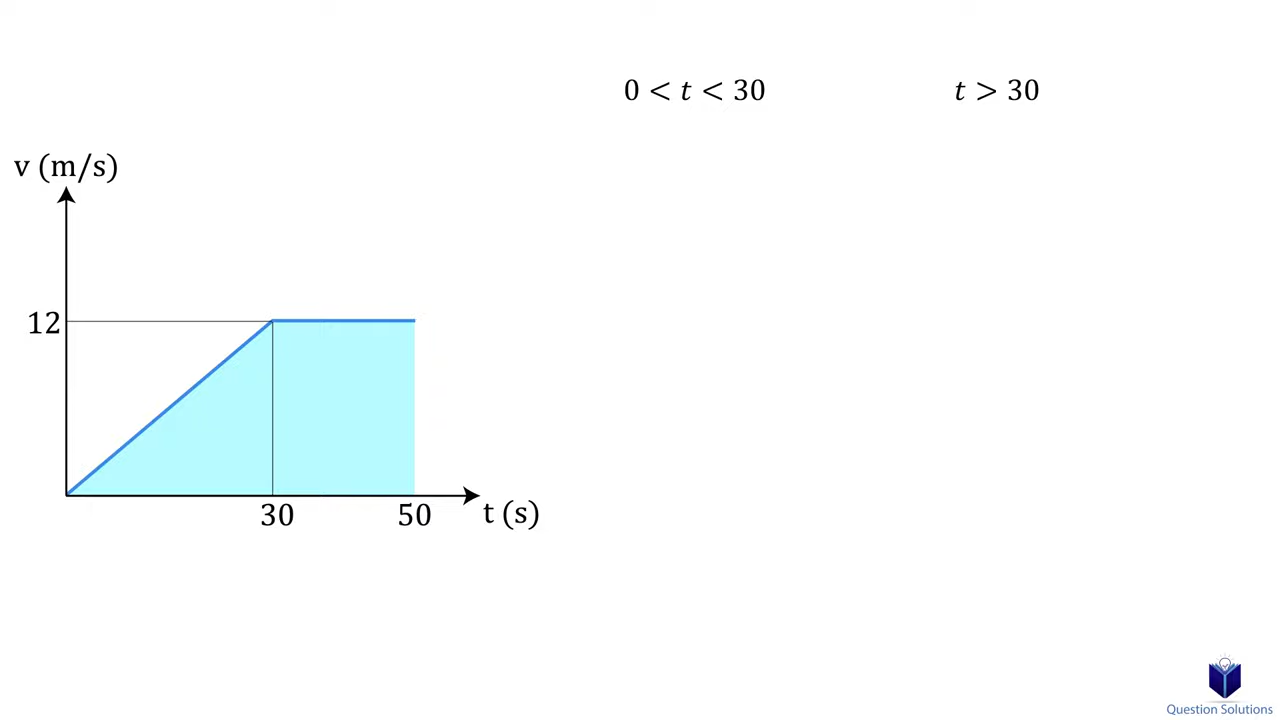 0 < t < 30
t > 30
v (m/s)
12
30
50
t (s)
Question Solutions